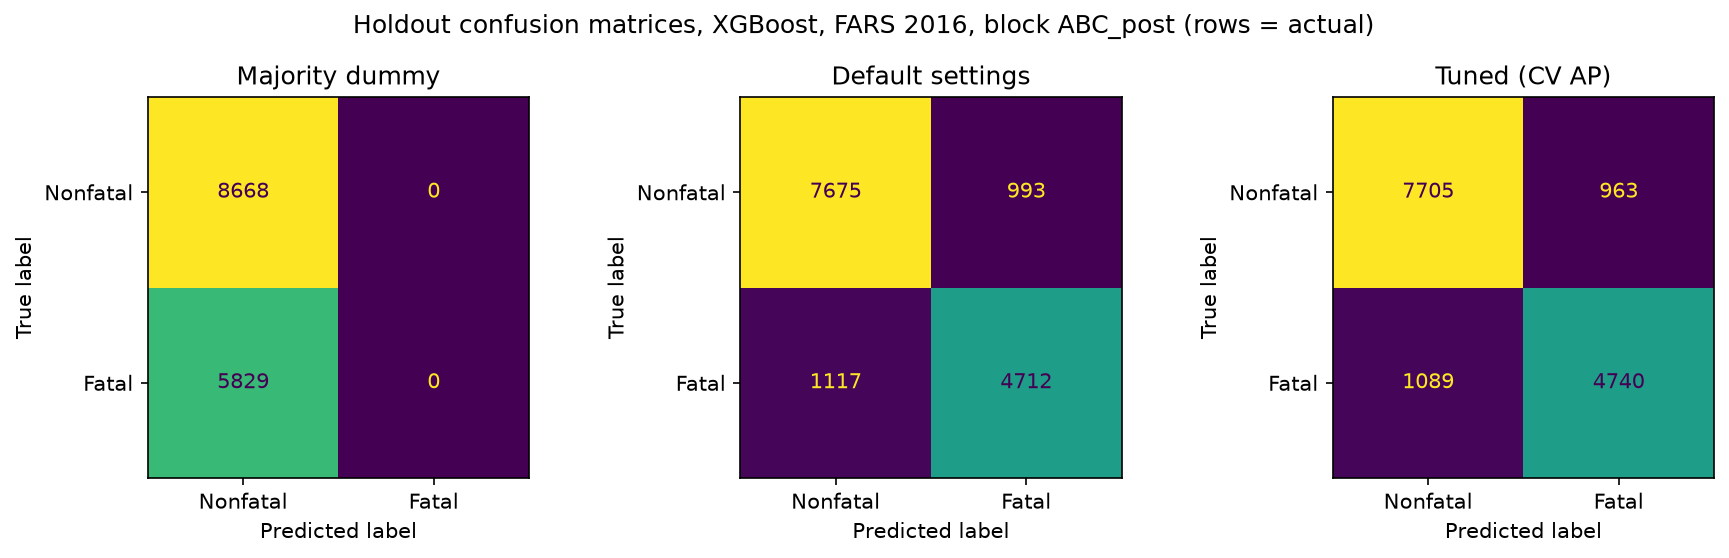 Holdout confusion matrices, XGBoost, FARS 2016, block ABC_post (rows = actual)
Majority dummy
True label
Nonfatal
8668
0
Fatal
5829
0
Nonfatal
Fatal
Predicted label
Default settings
True label
Nonfatal
7675
993
Fatal
1117
4712
Nonfatal
Fatal
Predicted label
Tuned (CV AP)
True label
Nonfatal
7705
963
Fatal
1089
4740
Nonfatal
Fatal
Predicted label